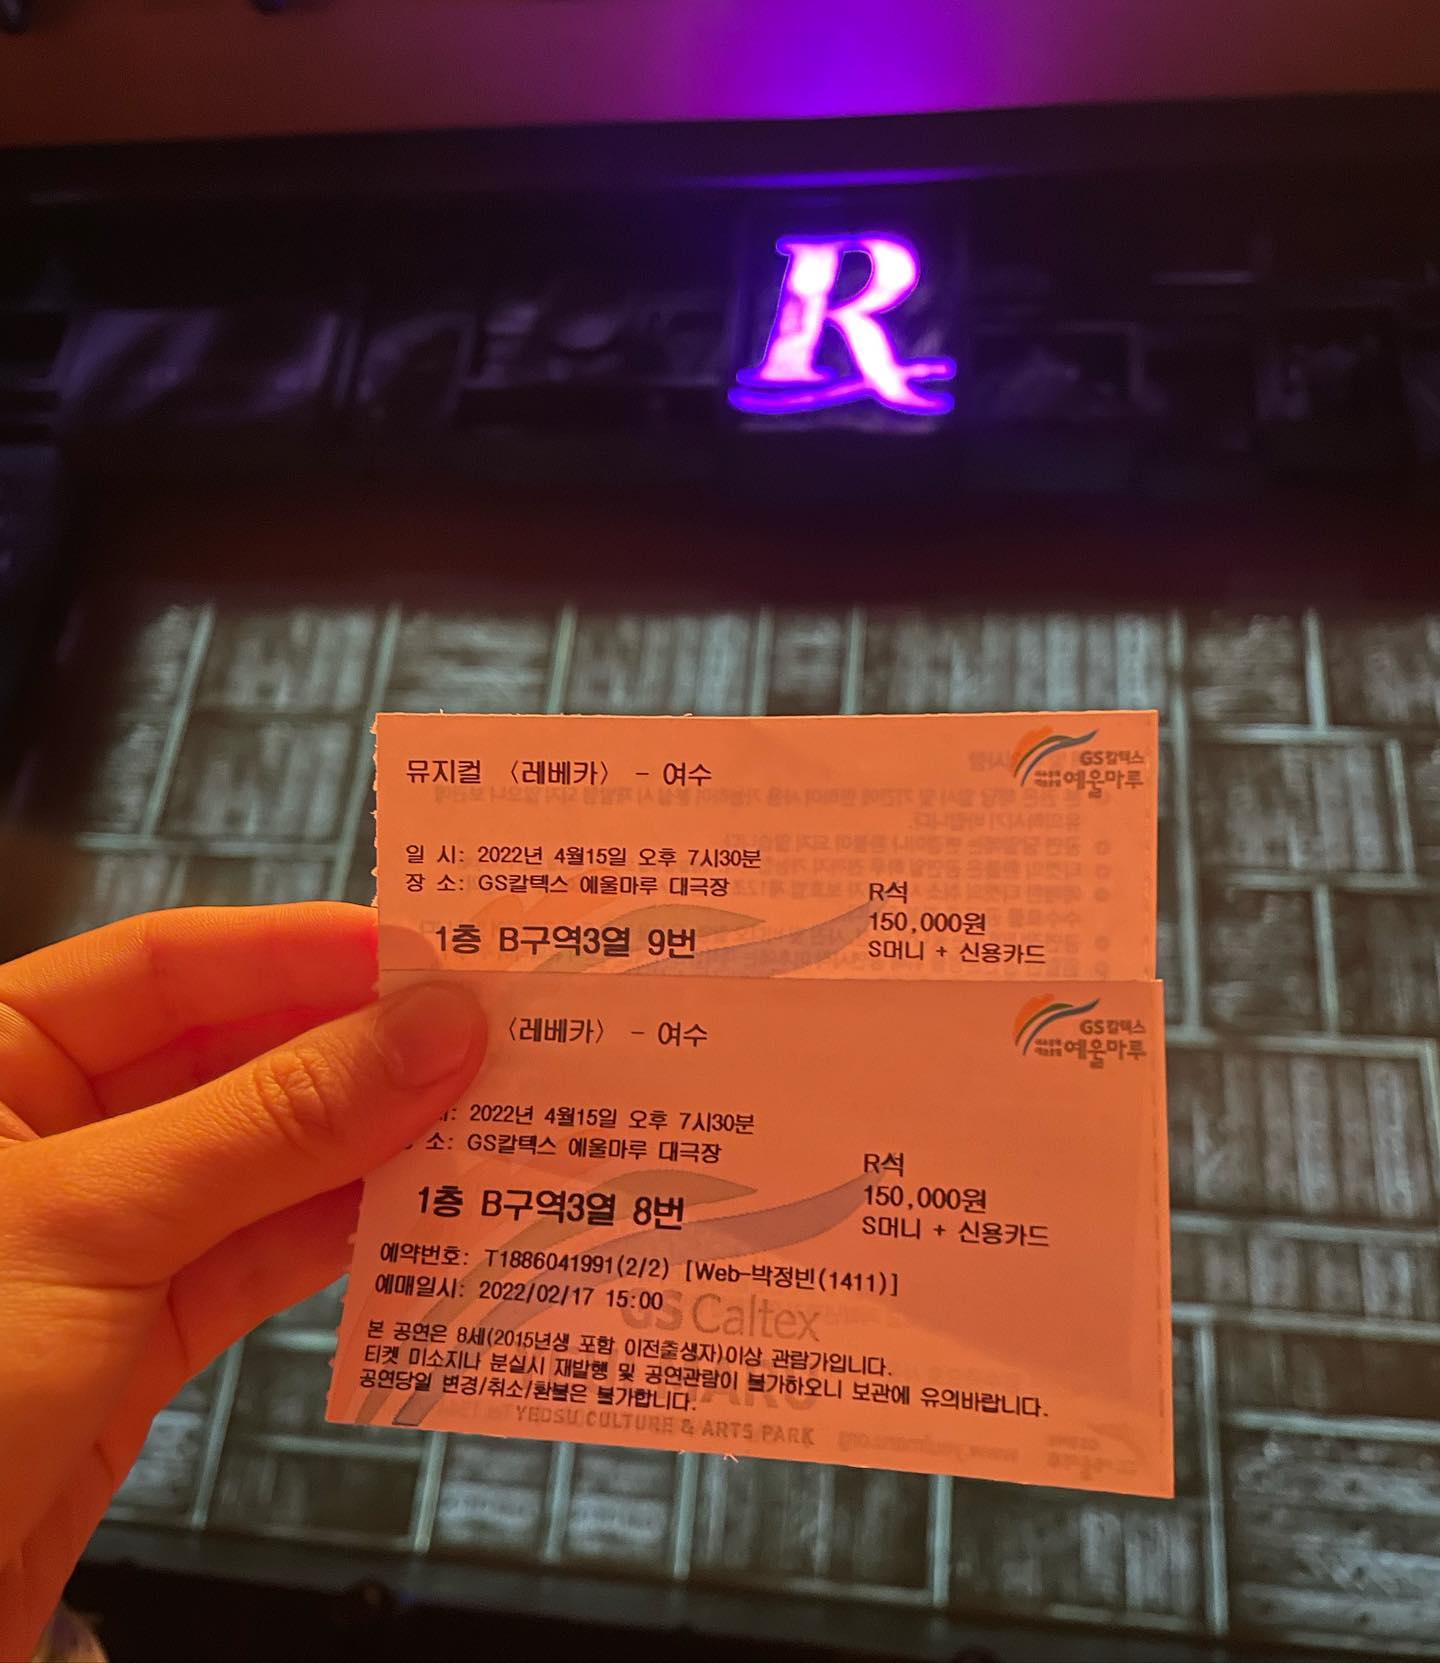 R
뮤지컬 〈레베카〉 - 여수
GS칼텍스
예울마루
일 시: 2022년 4월15일 오후 7시30분
장 소: GS칼텍스 예울마루 대극장
R석
150,000원
1층 B구역3열 9번
S머니 + 신용카드
〈레베카〉 - 여수
GS칼텍스
예울마루
2022년 4월15일 오후 7시30분
소: GS칼텍스 예울마루 대극장
R석
150,000원
1층 B구역3열 8번
S머니 + 신용카드
예약번호: T1886041991(2/2) [Web-박정빈(1411)]
예매일시: 2022/02/17 15:00
GS Caltex
본 공연은 8세(2015년생 포함 이전출생자)이상 관람가입니다.
티켓 미소지나 분실시 재발행 및 공연관람이 불가하오니 보관에 유의바랍니다.
공연당일 변경/취소/환불은 불가합니다.
YEOSU CULTURE & ARTS PARK